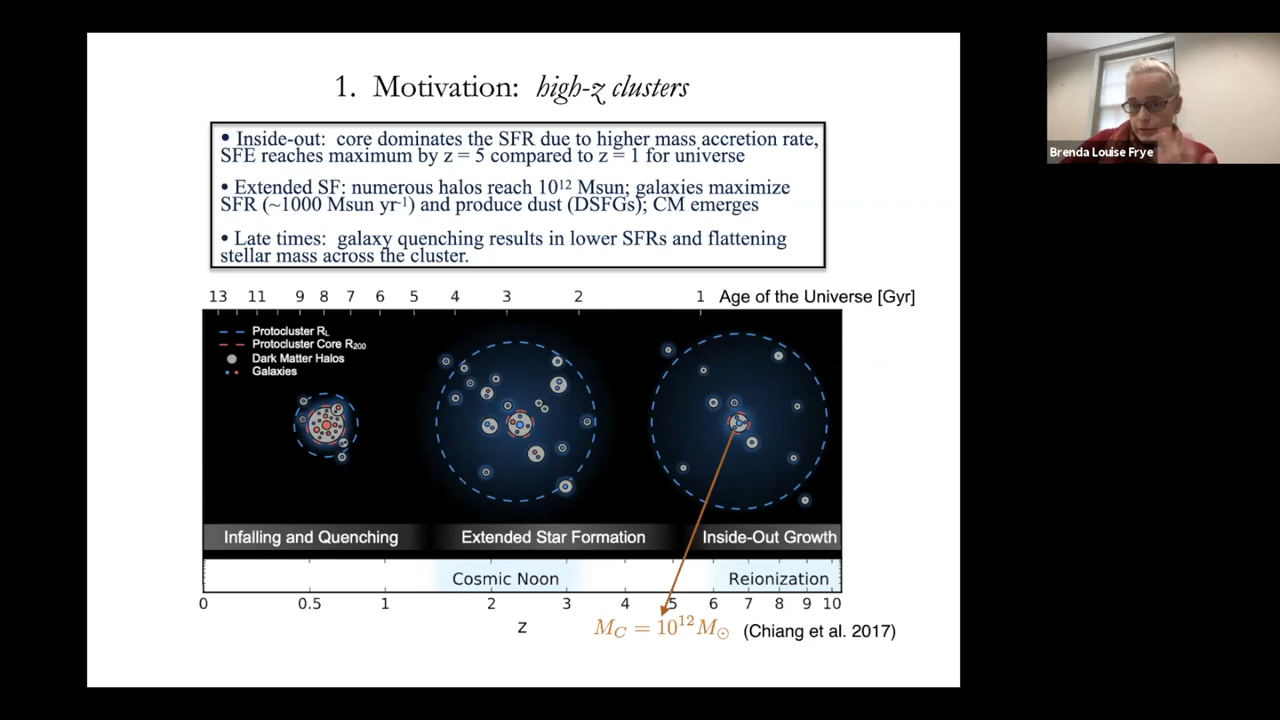 1. Motivation: high-z clusters
• Inside-out: core dominates the SFR due to higher mass accretion rate,
SFE reaches maximum by z = 5 compared to z = 1 for universe
• Extended SF: numerous halos reach 10¹² Msun; galaxies maximize
SFR (~1000 Msun yr⁻¹) and produce dust (DSFGs); CM emerges
• Late times: galaxy quenching results in lower SFRs and flattening
stellar mass across the cluster.
13 11 9 8 7 6 5 4 3 2 1 Age of the Universe [Gyr]
Protocluster R_L
Protocluster Core R₂₀₀
Dark Matter Halos
Galaxies
Infalling and Quenching Extended Star Formation Inside-Out Growth
Cosmic Noon Reionization
0 0.5 1 2 3 4 5 6 7 8 9 10
z
M_C = 10¹² M_⊙ (Chiang et al. 2017)
Brenda Louise Frye